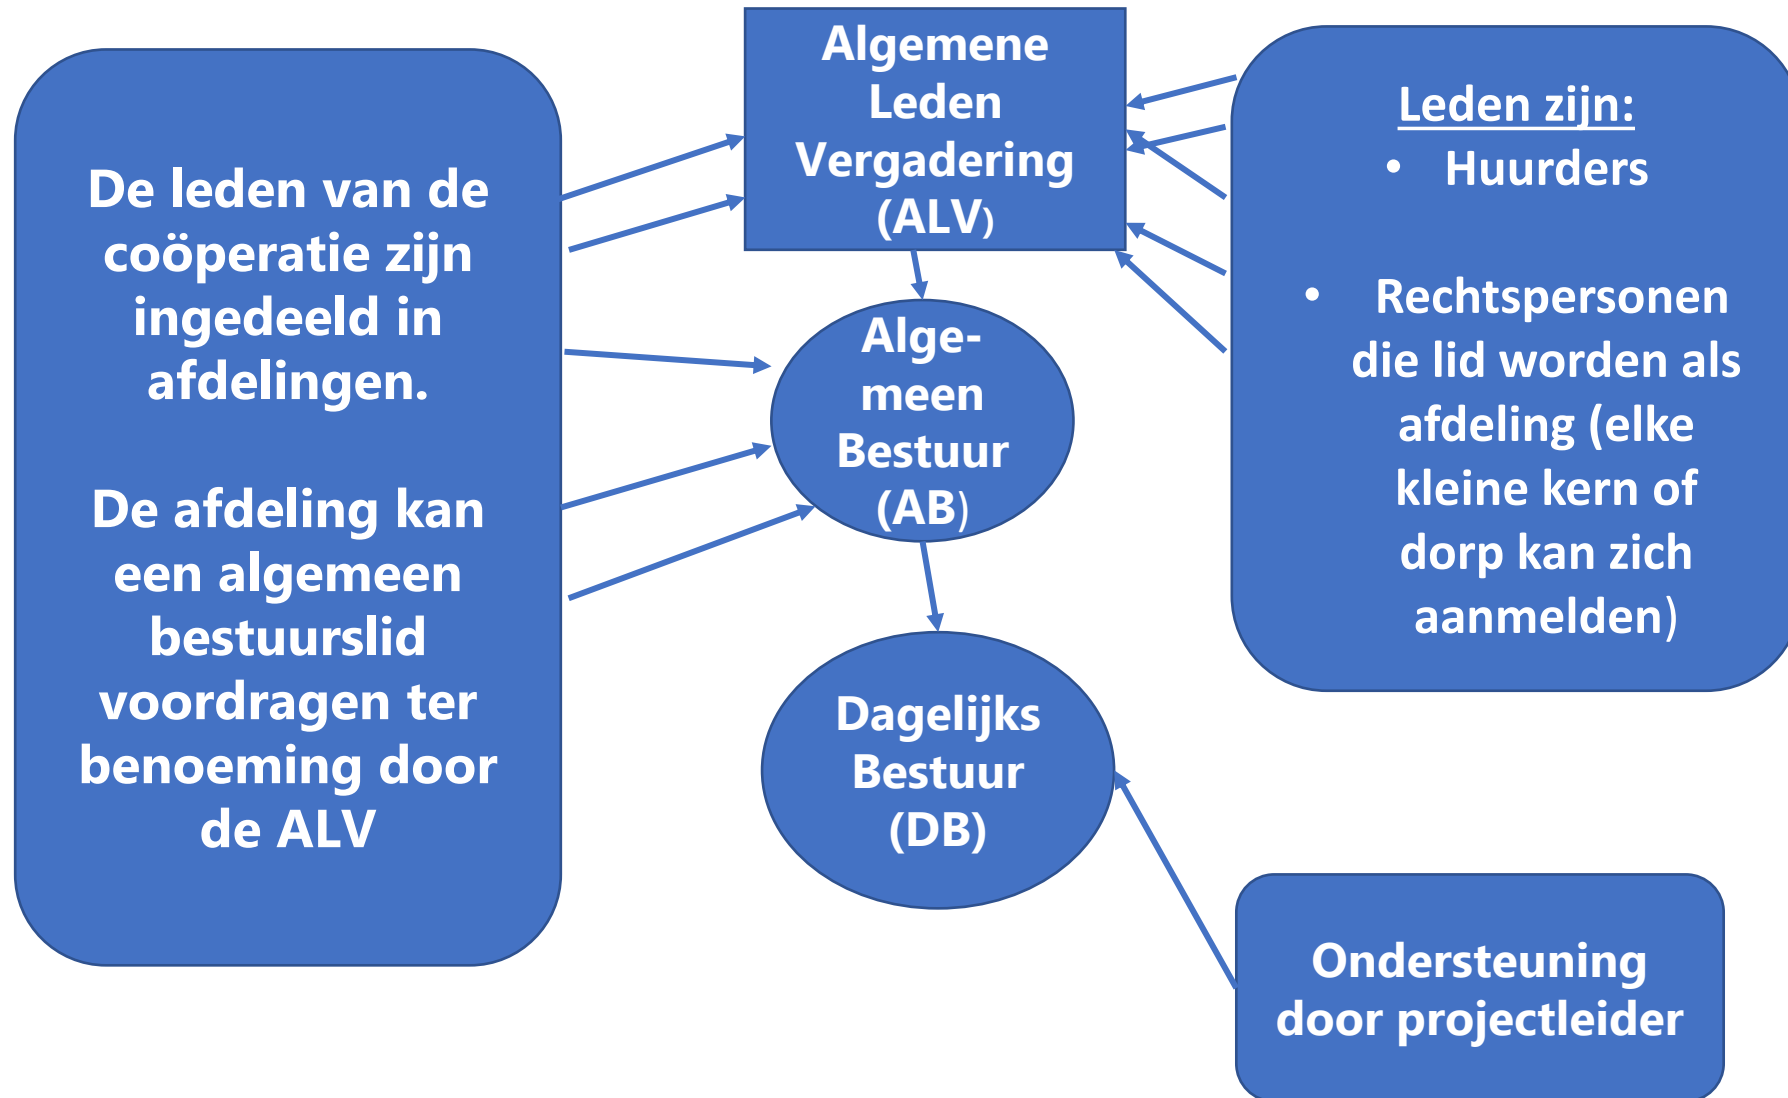 De leden van de
coöperatie zijn
ingedeeld in
afdelingen.
De afdeling kan
een algemeen
bestuurslid
voordragen ter
benoeming door
de ALV
Algemene
Leden
Vergadering
(ALV)
Alge-
meen
Bestuur
(AB)
Dagelijks
Bestuur
(DB)
Leden zijn:
• Huurders
• Rechtspersonen
die lid worden als
afdeling (elke
kleine kern of
dorp kan zich
aanmelden)
Ondersteuning
door projectleider